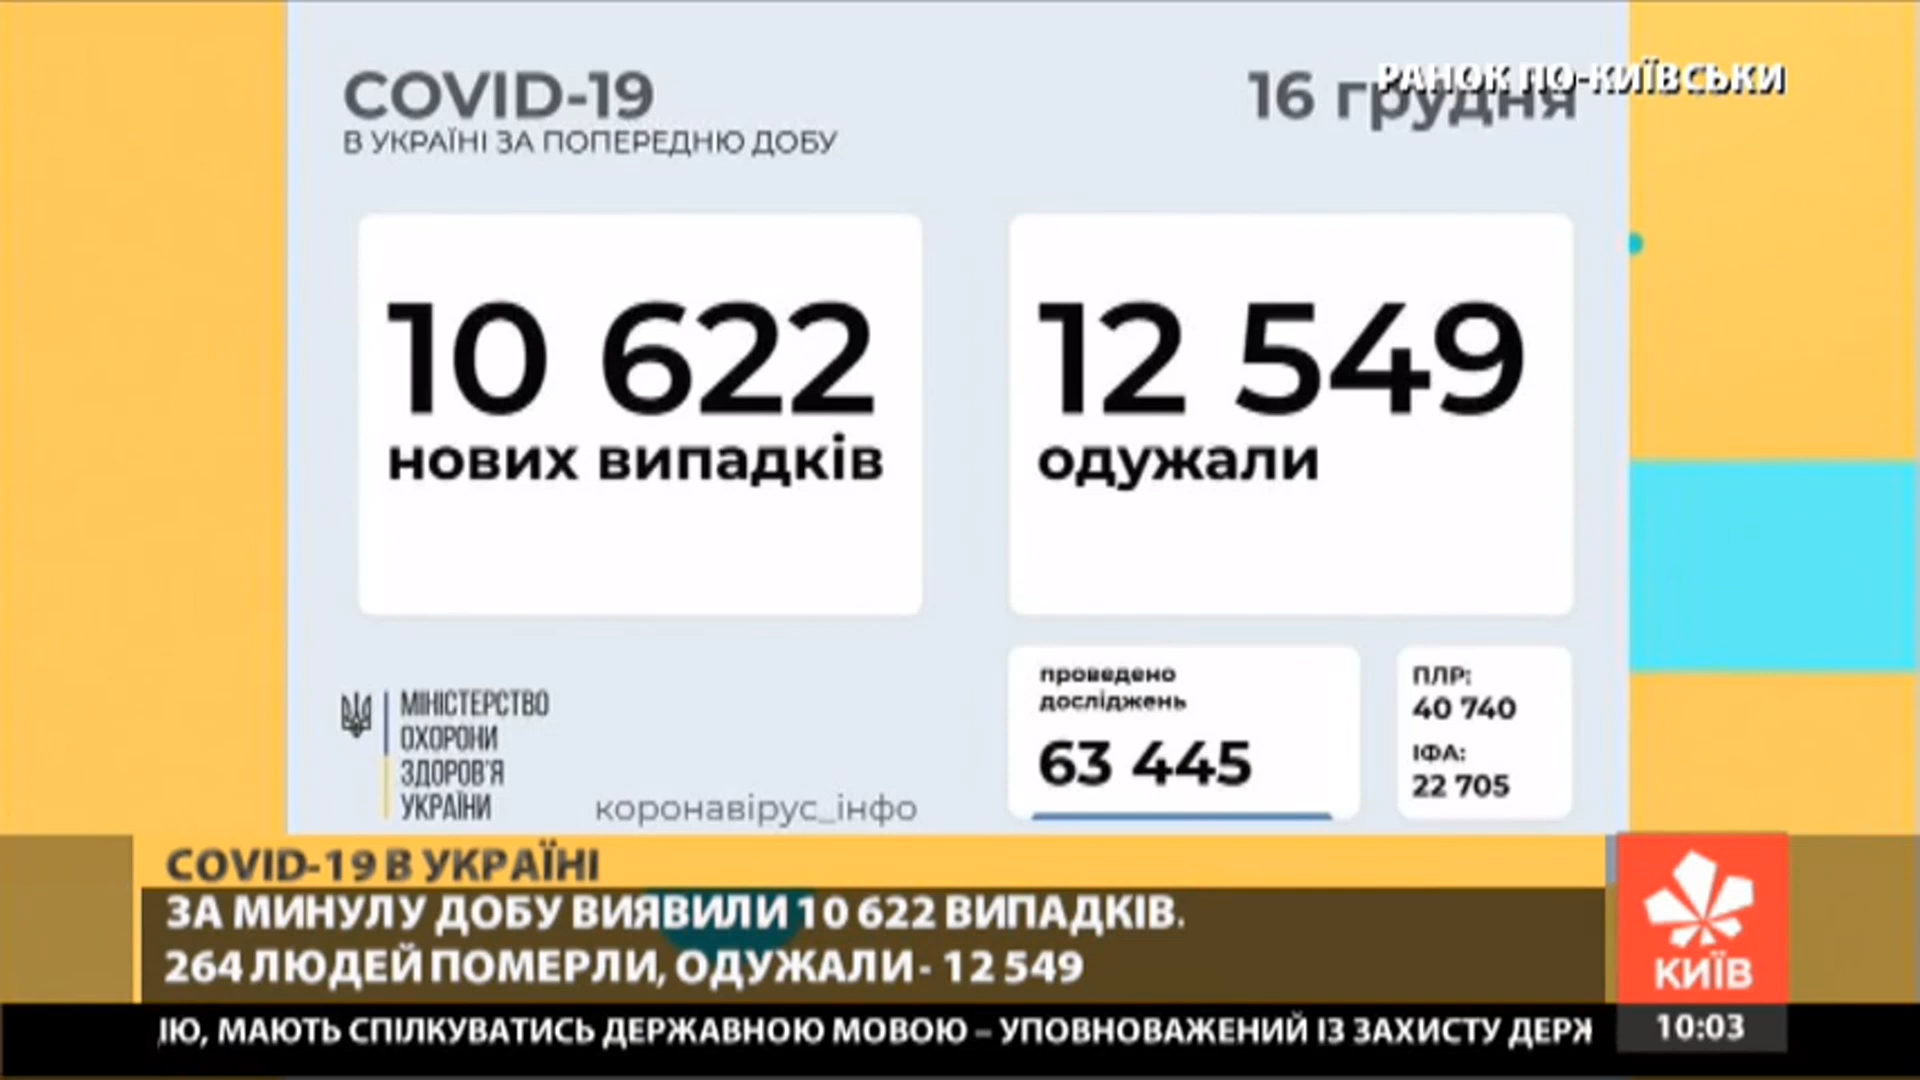 COVID-19
В УКРАЇНІ ЗА ПОПЕРЕДНЮ ДОБУ
16 грудня
РАНОК ПО-КИЇВСЬКИ
10 622
нових випадків
12 549
одужали
МІНІСТЕРСТВО
ОХОРОНИ
ЗДОРОВ'Я
УКРАЇНИ
коронавірус_інфо
проведено
досліджень
63 445
ПЛР:
40 740
ІФА:
22 705
COVID-19 В УКРАЇНІ
ЗА МИНУЛУ ДОБУ ВИЯВИЛИ 10 622 ВИПАДКІВ.
264 ЛЮДЕЙ ПОМЕРЛИ, ОДУЖАЛИ - 12 549
КИЇВ
ІЮ, МАЮТЬ СПІЛКУВАТИСЬ ДЕРЖАВНОЮ МОВОЮ – УПОВНОВАЖЕНИЙ ІЗ ЗАХИСТУ ДЕРЖ
10:03